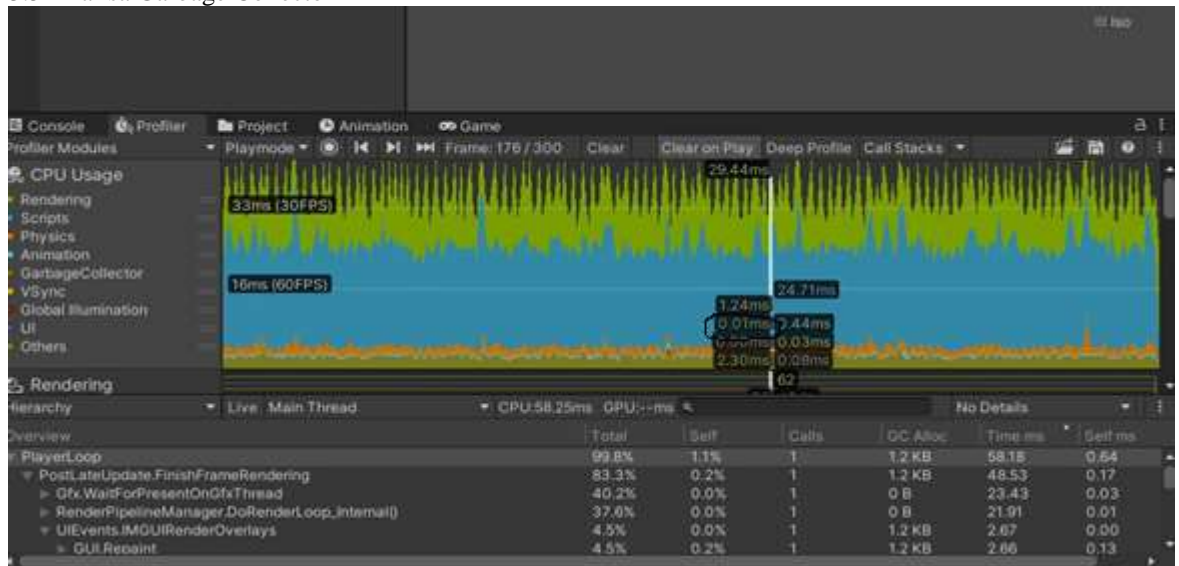 Iso
Console Profiler Project Animation Game
Profiler Modules Playmode Frame: 176 / 300 Clear Clear on Play Deep Profile Call Stacks
CPU Usage
Rendering
Scripts
Physics
Animation
GarbageCollector
VSync
Global Illumination
UI
Others
29.44ms
33ms (30FPS)
16ms (60FPS)
24.71ms
1.24ms
0.01ms 0.44ms
0.03ms
2.30ms 0.08ms
62
Rendering
Hierarchy Live Main Thread CPU:58.25ms GPU:--ms No Details
Overview Total Self Calls GC Alloc Time ms Self ms
PlayerLoop 99.8% 1.1% 1 1.2 KB 58.18 0.64
PostLateUpdate.FinishFrameRendering 83.3% 0.2% 1 1.2 KB 48.53 0.17
Gfx.WaitForPresentOnGfxThread 40.2% 0.0% 1 0 B 23.43 0.03
RenderPipelineManager.DoRenderLoop_Internal() 37.6% 0.0% 1 0 B 21.91 0.01
UIEvents.IMGUIRenderOverlays 4.5% 0.0% 1 1.2 KB 2.67 0.00
GUI.Repaint 4.5% 0.2% 1 1.2 KB 2.66 0.13